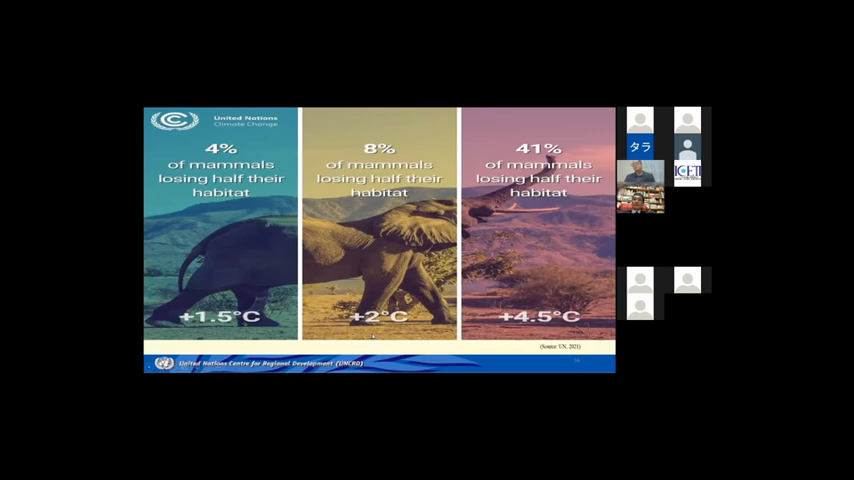 United Nations
Climate Change
4%
of mammals
losing half their
habitat
+1.5°C
8%
of mammals
losing half their
habitat
+2°C
41%
of mammals
losing half their
habitat
+4.5°C
(Source: UN, 2021)
United Nations Centre for Regional Development (UNCRD)
タラ